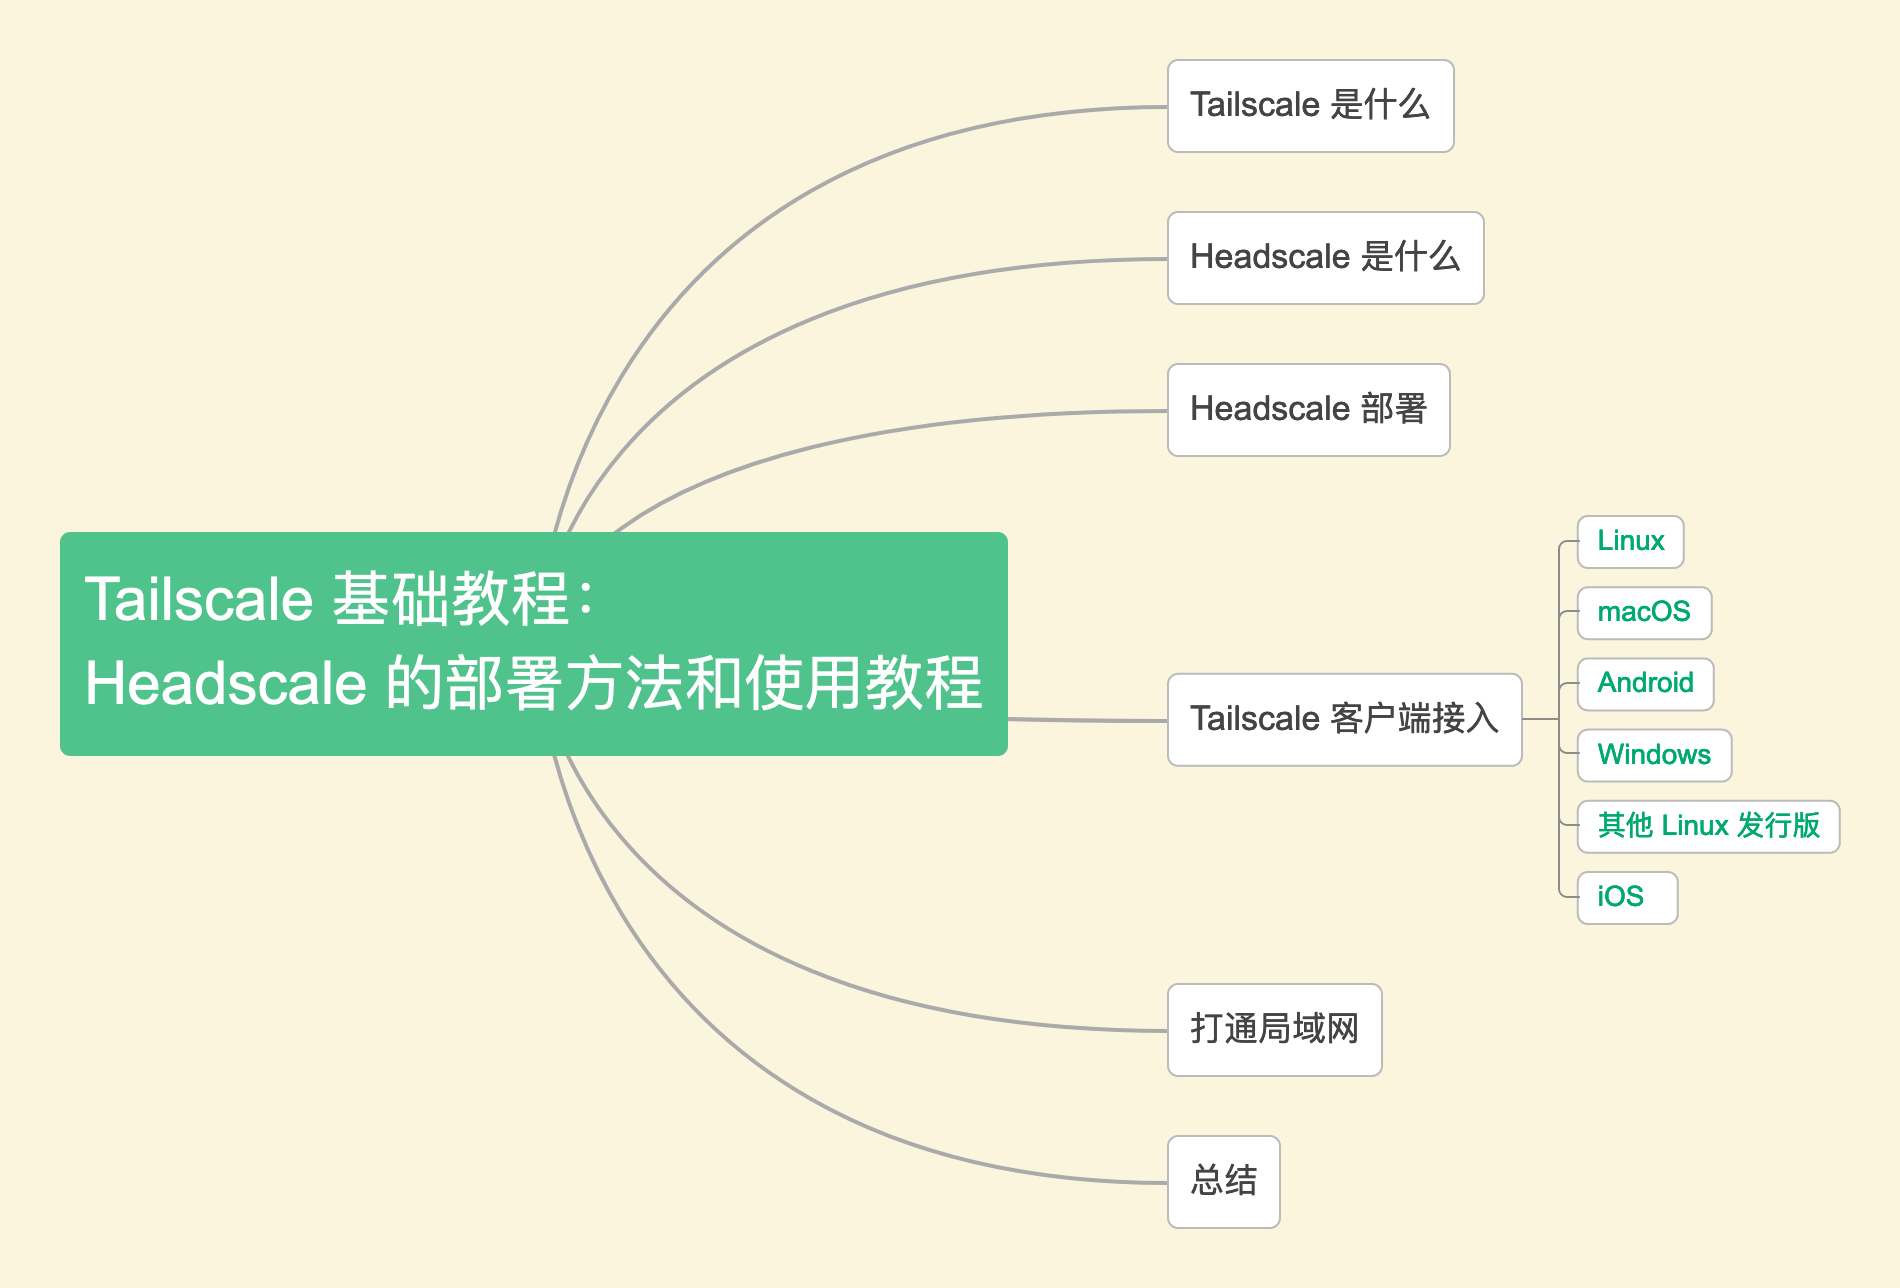 Tailscale 是什么
Headscale 是什么
Headscale 部署
Tailscale 基础教程：
Headscale 的部署方法和使用教程
Tailscale 客户端接入
Linux
macOS
Android
Windows
其他 Linux 发行版
iOS
打通局域网
总结